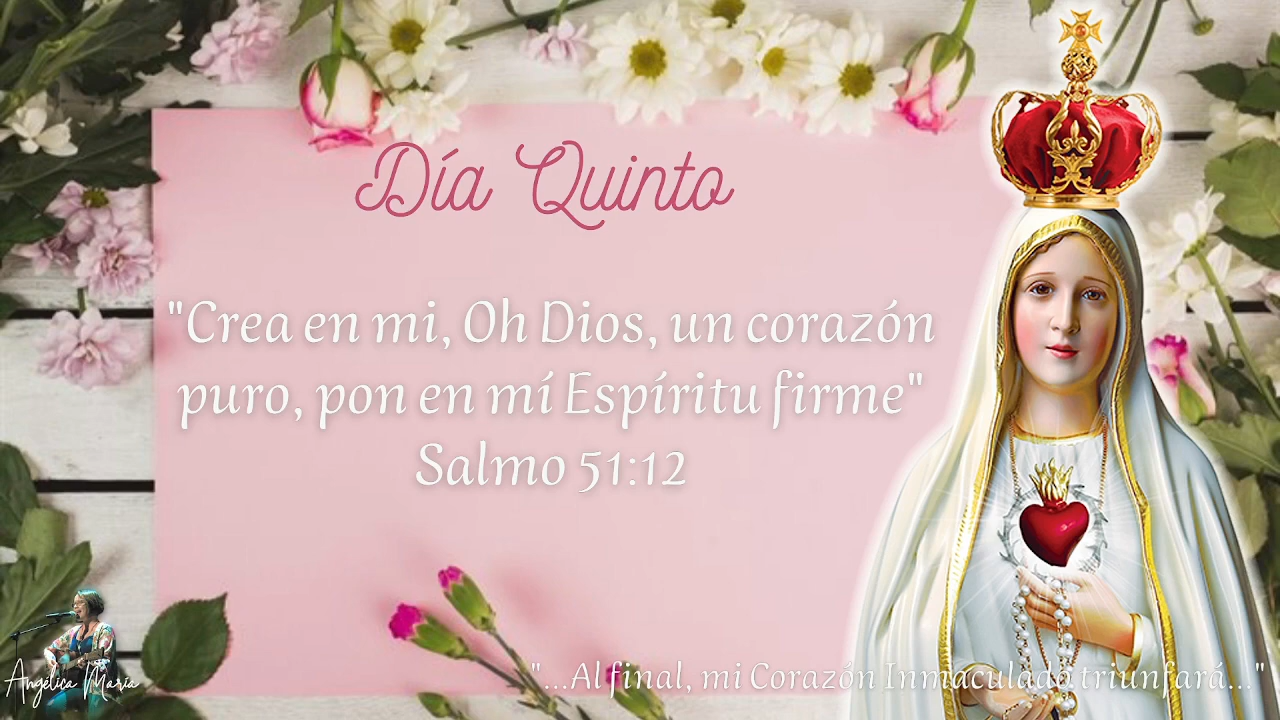 Día Quinto
"Crea en mi, Oh Dios, un corazón
puro, pon en mí Espíritu firme"
Salmo 51:12
"...Al final, mi Corazón Inmaculado triunfará..."
Angélica María